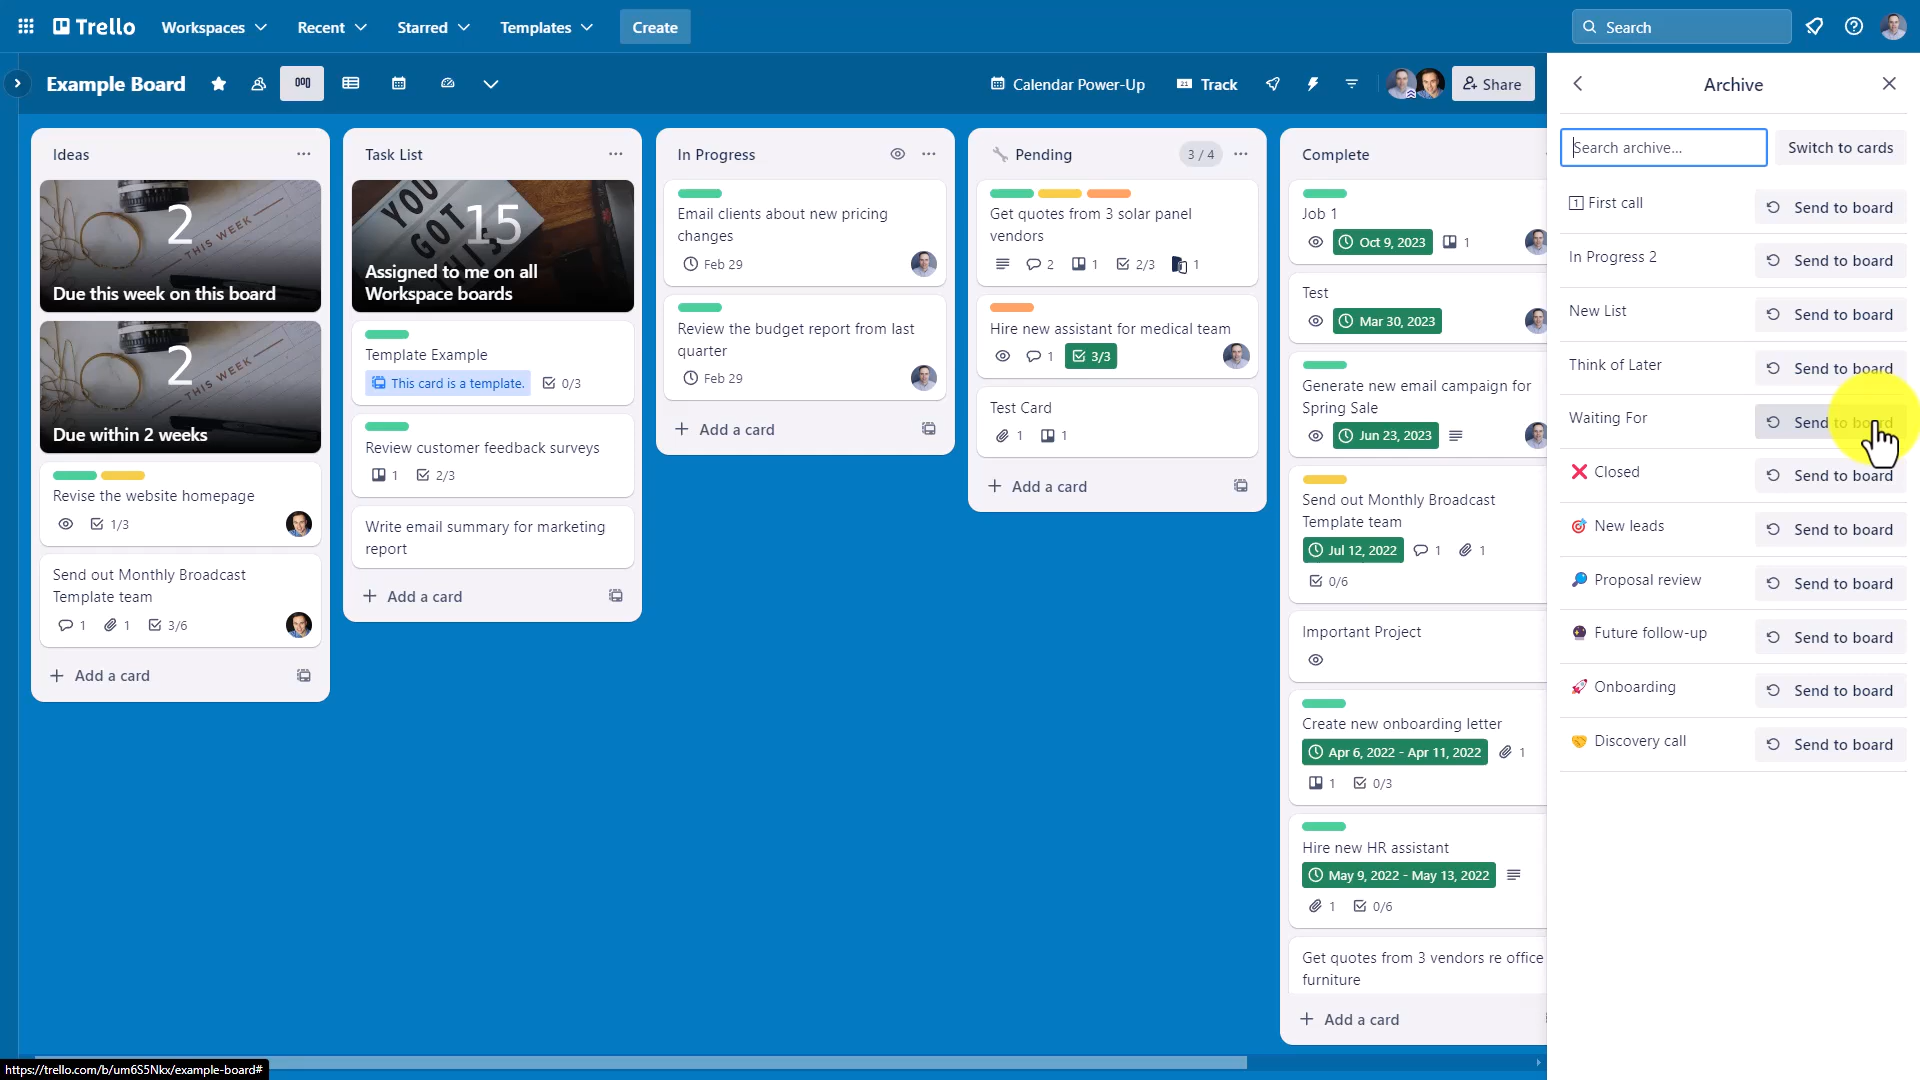 Trello
Workspaces
Recent
Starred
Templates
Create
Search
Example Board
Calendar Power-Up
Track
Share
Ideas
2
THIS WEEK
Due this week on this board
2
THIS WEEK
Due within 2 weeks
Revise the website homepage
1/3
Send out Monthly Broadcast
Template team
1
1
3/6
Add a card
Task List
YOU
GOT
THIS
15
Assigned to me on all
Workspace boards
Template Example
This card is a template.
0/3
Review customer feedback surveys
1
2/3
Write email summary for marketing
report
Add a card
In Progress
Email clients about new pricing
changes
Feb 29
Review the budget report from last
quarter
Feb 29
Add a card
Pending
3 / 4
Get quotes from 3 solar panel
vendors
2
1
2/3
1
Hire new assistant for medical team
1
3/3
Test Card
1
1
Add a card
Complete
Job 1
Oct 9, 2023
1
Test
Mar 30, 2023
Generate new email campaign for
Spring Sale
Jun 23, 2023
Send out Monthly Broadcast
Template team
Jul 12, 2022
1
1
0/6
Important Project
Create new onboarding letter
Apr 6, 2022 - Apr 11, 2022
1
1
0/3
Hire new HR assistant
May 9, 2022 - May 13, 2022
1
0/6
Get quotes from 3 vendors re office
furniture
Add a card
Archive
Search archive...
Switch to cards
1 First call
Send to board
In Progress 2
Send to board
New List
Send to board
Think of Later
Send to board
Waiting For
Send to board
❌ Closed
Send to board
🎯 New leads
Send to board
🔎 Proposal review
Send to board
🔮 Future follow-up
Send to board
🚀 Onboarding
Send to board
🤝 Discovery call
Send to board
https://trello.com/b/um6S5Nkx/example-board#